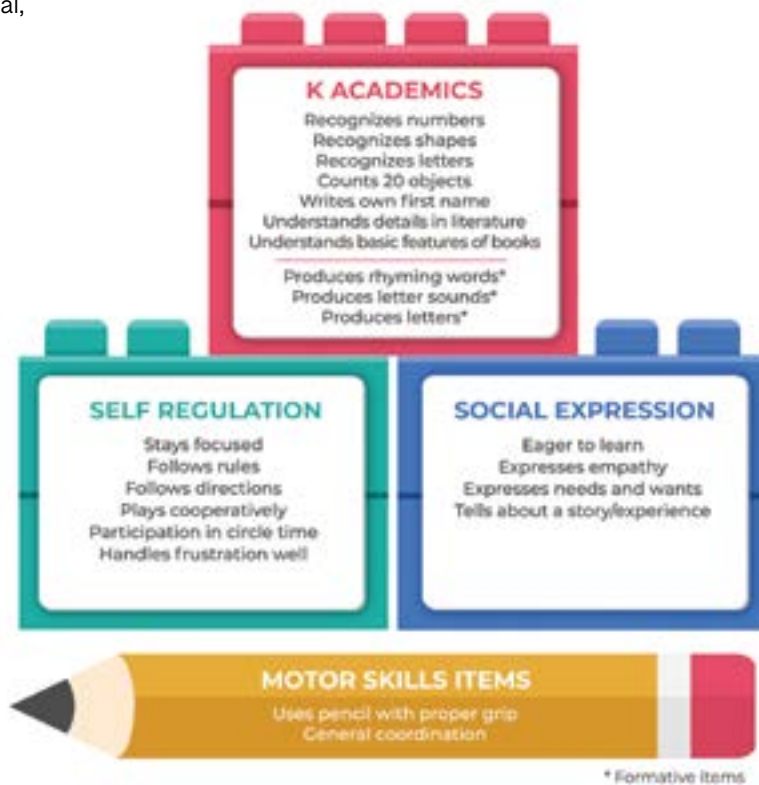 al,
K ACADEMICS
Recognizes numbers
Recognizes shapes
Recognizes letters
Counts 20 objects
Writes own first name
Understands details in literature
Understands basic features of books
Produces rhyming words*
Produces letter sounds*
Produces letters*
SELF REGULATION
Stays focused
Follows rules
Follows directions
Plays cooperatively
Participation in circle time
Handles frustration well
SOCIAL EXPRESSION
Eager to learn
Expresses empathy
Expresses needs and wants
Tells about a story/experience
MOTOR SKILLS ITEMS
Uses pencil with proper grip
General coordination
* Formative items